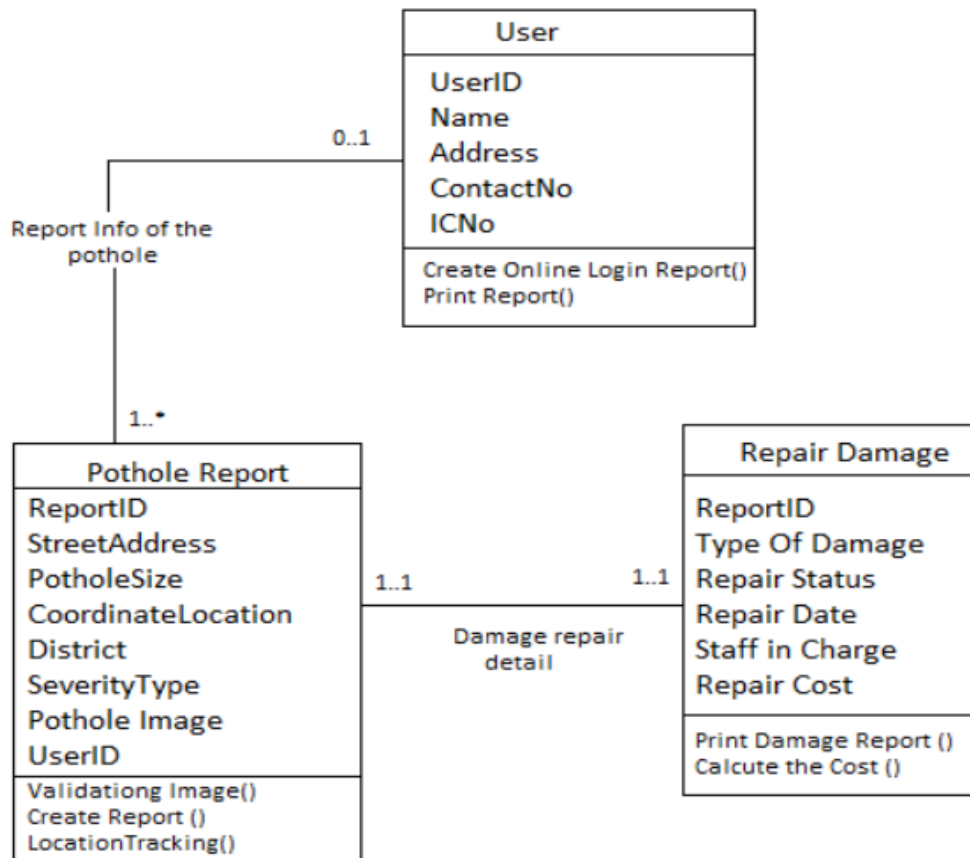 User
UserID
Name
Address
ContactNo
ICNo
Create Online Login Report()
Print Report()
0..1
Report Info of the
pothole
1..*
Pothole Report
ReportID
StreetAddress
PotholeSize
CoordinateLocation
District
SeverityType
Pothole Image
UserID
Validationg Image()
Create Report ()
LocationTracking()
1..1
1..1
Damage repair
detail
Repair Damage
ReportID
Type Of Damage
Repair Status
Repair Date
Staff in Charge
Repair Cost
Print Damage Report ()
Calcute the Cost ()